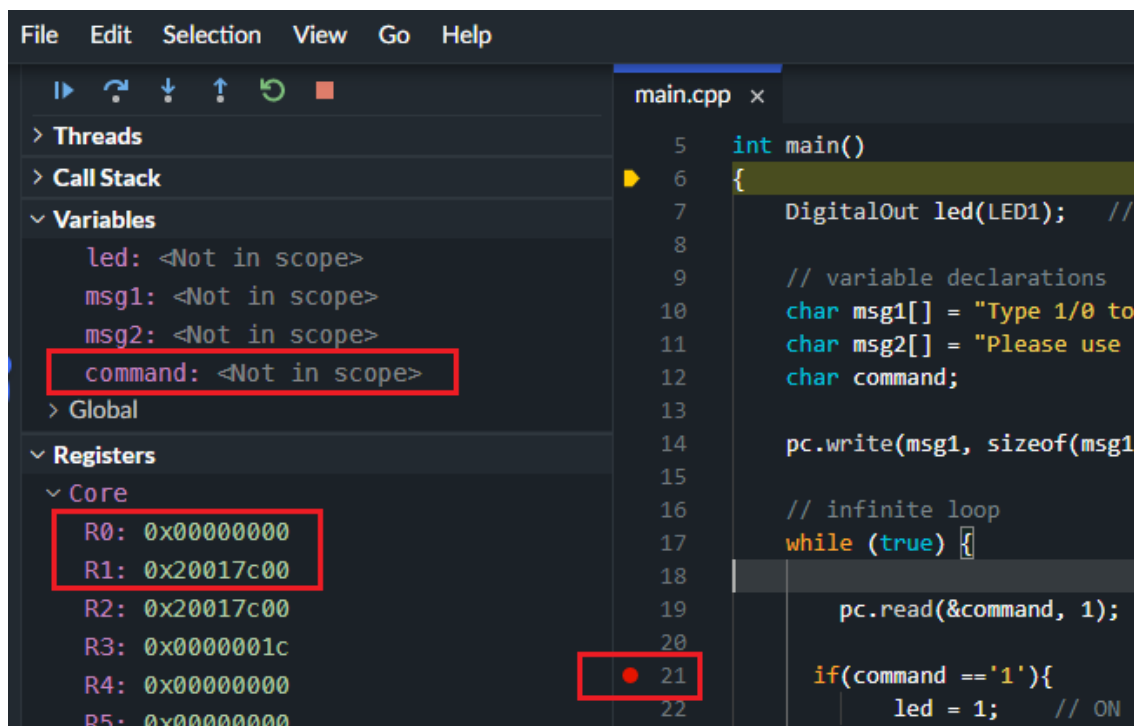 File Edit Selection View Go Help
Threads
Call Stack
Variables
led: <Not in scope>
msg1: <Not in scope>
msg2: <Not in scope>
command: <Not in scope>
Global
Registers
Core
R0: 0x00000000
R1: 0x20017c00
R2: 0x20017c00
R3: 0x0000001c
R4: 0x00000000
R5: 0x00000000
main.cpp ×
5 int main()
6 {
7 DigitalOut led(LED1); //
8
9 // variable declarations
10 char msg1[] = "Type 1/0 to
11 char msg2[] = "Please use
12 char command;
13
14 pc.write(msg1, sizeof(msg1
15
16 // infinite loop
17 while (true) {
18
19 pc.read(&command, 1);
20
21 if(command =='1'){
22 led = 1; // ON